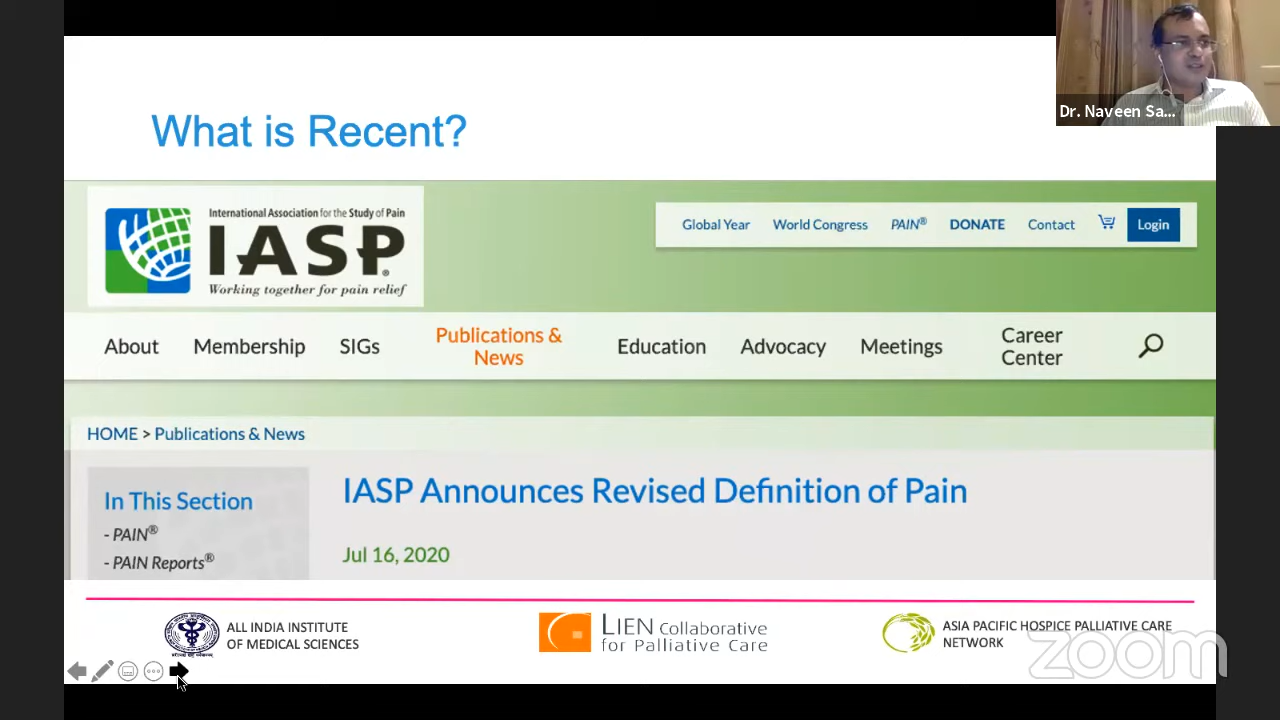 Dr. Naveen Sa...
What is Recent?
International Association for the Study of Pain
IASP®
Working together for pain relief
Global Year World Congress PAIN® DONATE Contact Login
About Membership SIGs Publications & News Education Advocacy Meetings Career Center
HOME > Publications & News
In This Section
- PAIN®
- PAIN Reports®
IASP Announces Revised Definition of Pain
Jul 16, 2020
ALL INDIA INSTITUTE
OF MEDICAL SCIENCES
LIEN Collaborative
for Palliative Care
ASIA PACIFIC HOSPICE PALLIATIVE CARE
NETWORK
zoom